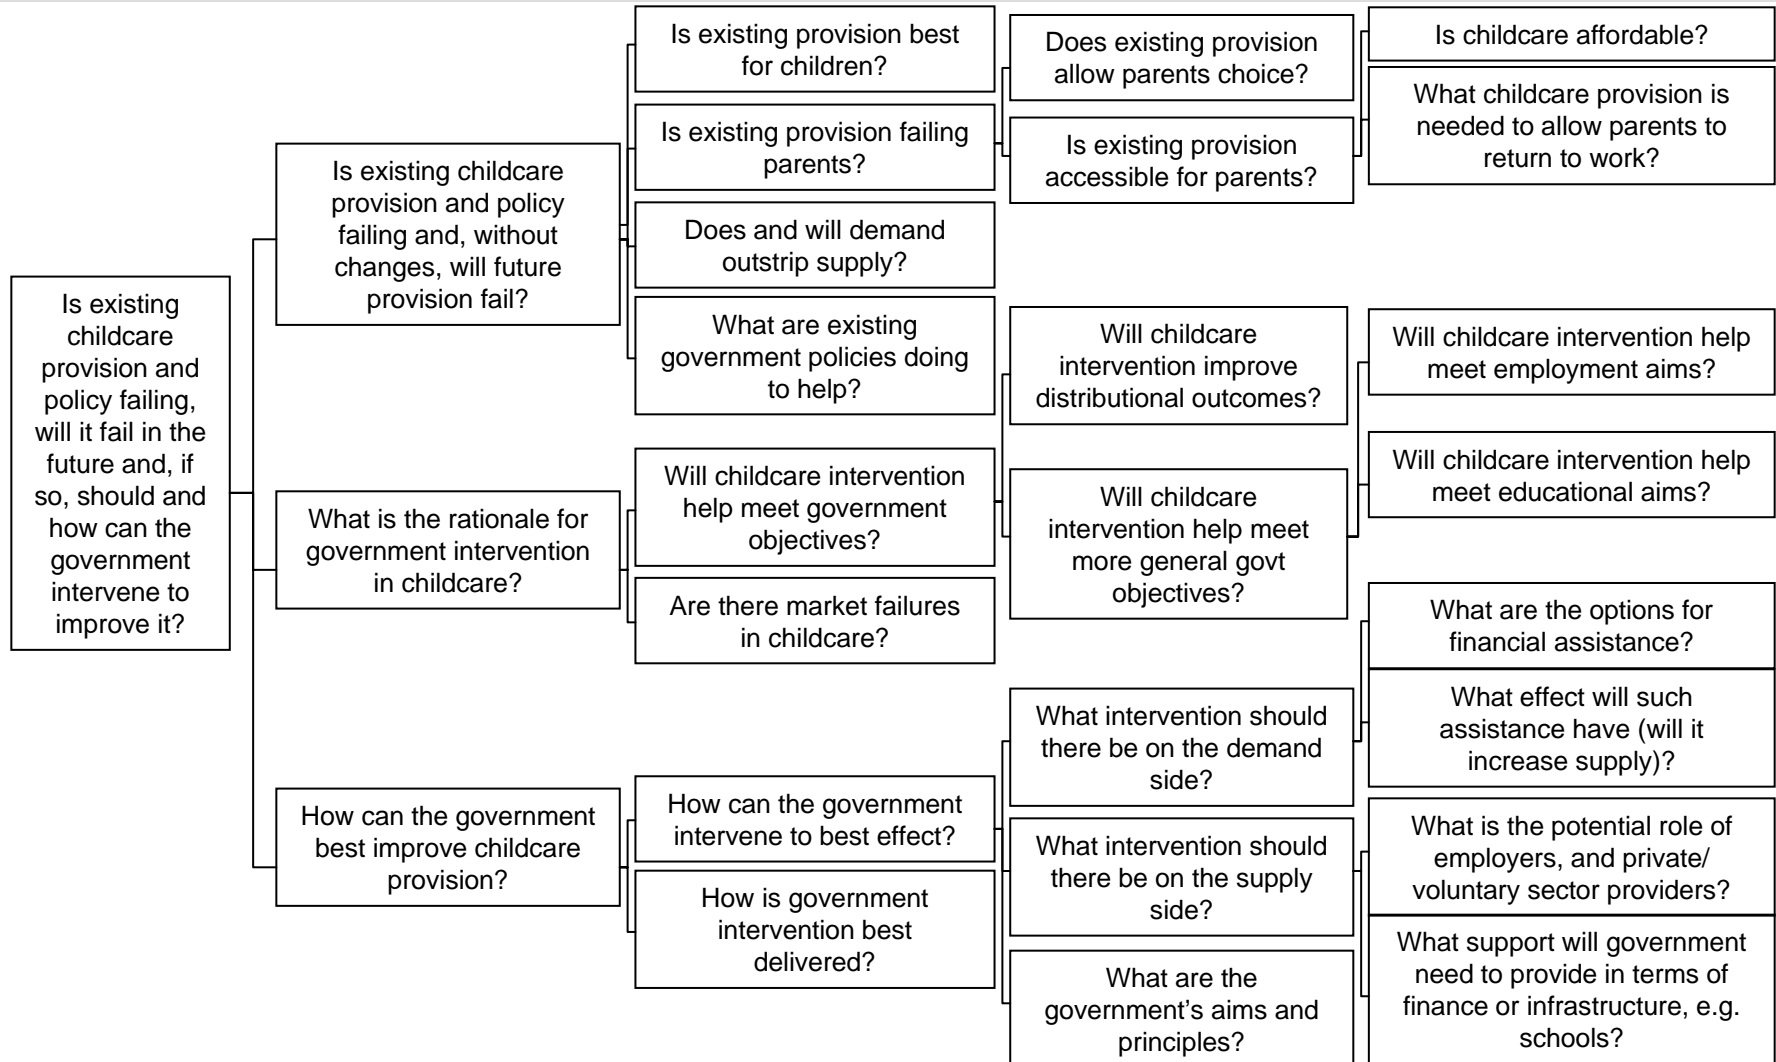 Is existing
childcare
provision and
policy failing,
will it fail in the
future and, if
so, should and
how can the
government
intervene to
improve it?
Is existing childcare
provision and policy
failing and, without
changes, will future
provision fail?
What is the rationale for
government intervention
in childcare?
How can the government
best improve childcare
provision?
Is existing provision best
for children?
Is existing provision failing
parents?
Does and will demand
outstrip supply?
What are existing
government policies doing
to help?
Will childcare intervention
help meet government
objectives?
Are there market failures
in childcare?
How can the government
intervene to best effect?
How is government
intervention best
delivered?
Does existing provision
allow parents choice?
Is existing provision
accessible for parents?
Will childcare
intervention improve
distributional outcomes?
Will childcare
intervention help meet
more general govt
objectives?
What intervention should
there be on the demand
side?
What intervention should
there be on the supply
side?
What are the
government’s aims and
principles?
Is childcare affordable?
What childcare provision is
needed to allow parents to
return to work?
Will childcare intervention help
meet employment aims?
Will childcare intervention help
meet educational aims?
What are the options for
financial assistance?
What effect will such
assistance have (will it
increase supply)?
What is the potential role of
employers, and private/
voluntary sector providers?
What support will government
need to provide in terms of
finance or infrastructure, e.g.
schools?